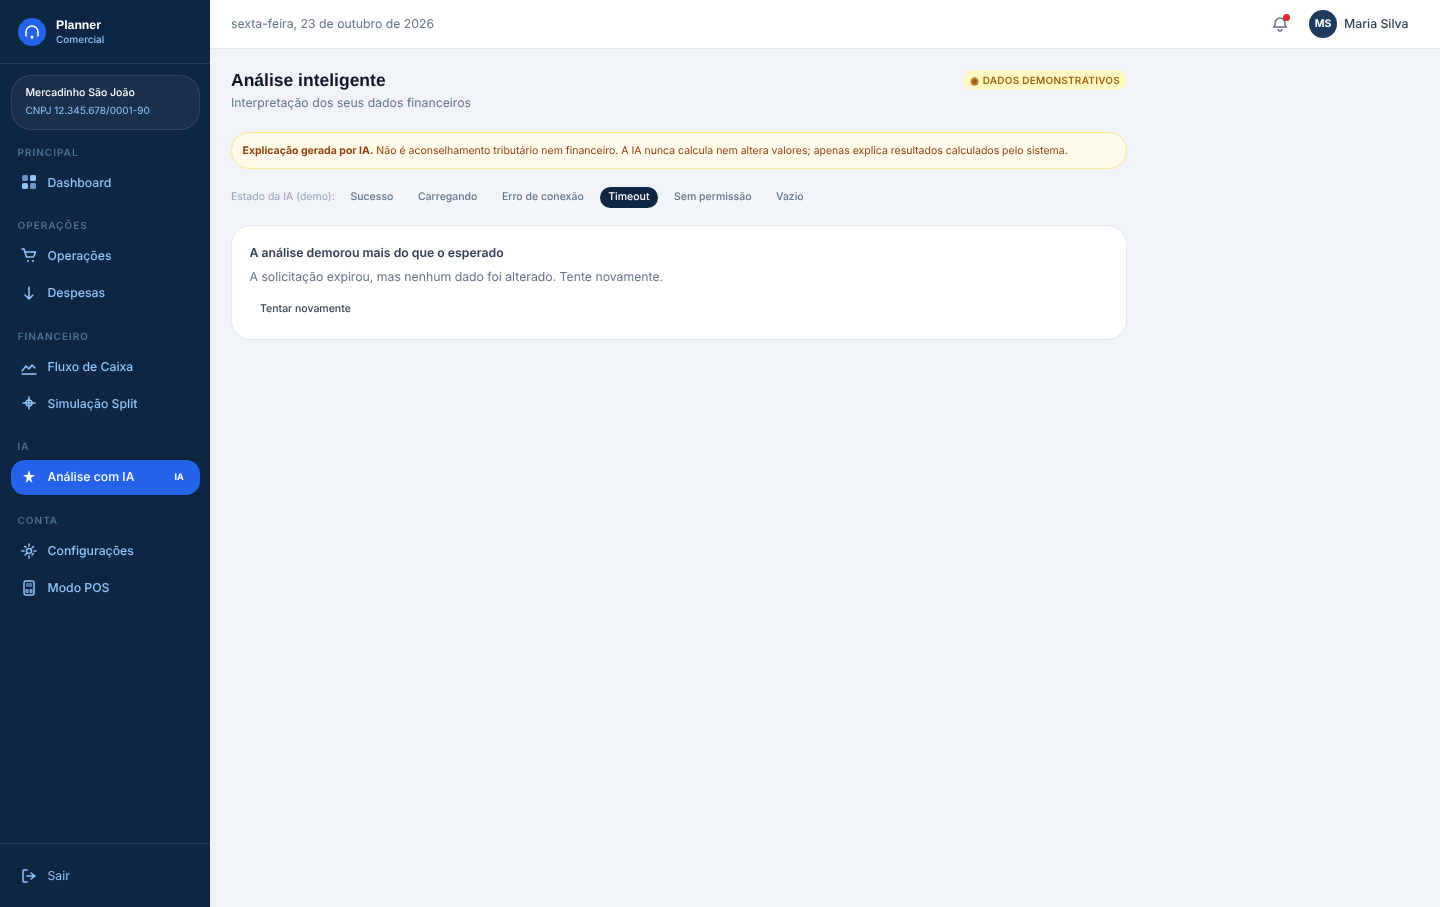 Planner
Comercial
Mercadinho São João
CNPJ 12.345.678/0001-90
PRINCIPAL
Dashboard
OPERAÇÕES
Operações
Despesas
FINANCEIRO
Fluxo de Caixa
Simulação Split
IA
Análise com IA IA
CONTA
Configurações
Modo POS
Sair
sexta-feira, 23 de outubro de 2026
MS Maria Silva
Análise inteligente
DADOS DEMONSTRATIVOS
Interpretação dos seus dados financeiros
Explicação gerada por IA. Não é aconselhamento tributário nem financeiro. A IA nunca calcula nem altera valores; apenas explica resultados calculados pelo sistema.
Estado da IA (demo): Sucesso Carregando Erro de conexão Timeout Sem permissão Vazio
A análise demorou mais do que o esperado
A solicitação expirou, mas nenhum dado foi alterado. Tente novamente.
Tentar novamente